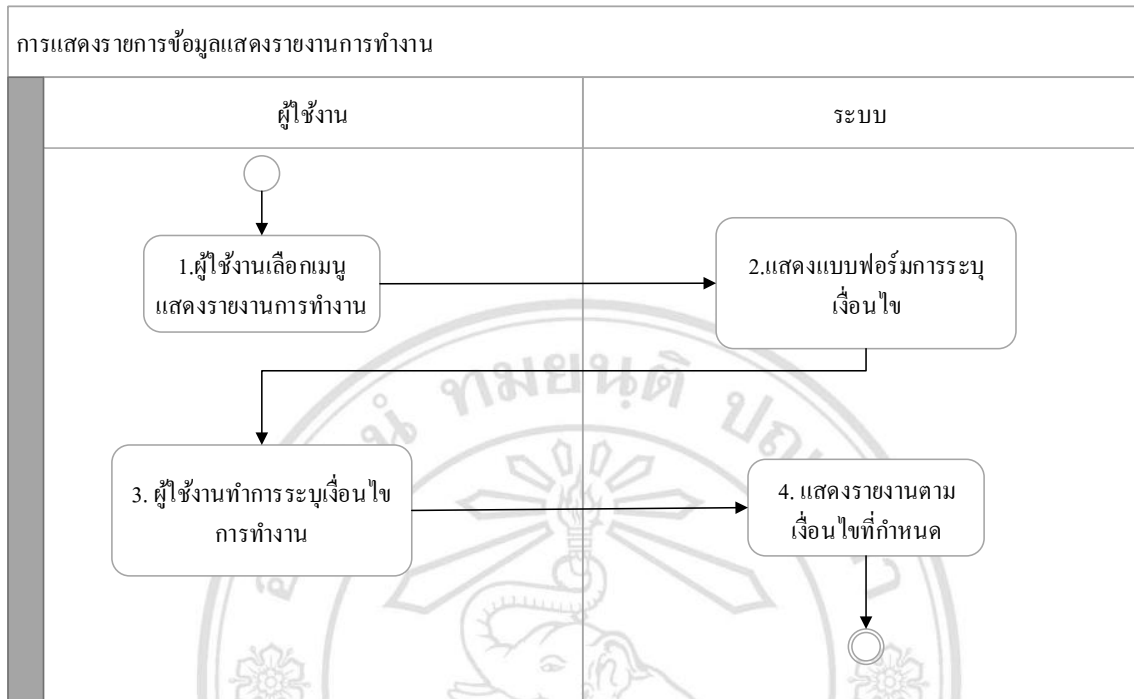 การแสดงรายการข้อมูลแสดงรายงานการทำงาน
ผู้ใช้งาน
ระบบ
1.ผู้ใช้งานเลือกเมนู
แสดงรายงานการทำงาน
2.แสดงแบบฟอร์มการระบุ
เงื่อนไข
3. ผู้ใช้งานทำการระบุเงื่อนไข
การทำงาน
4. แสดงรายงานตาม
เงื่อนไขที่กำหนด
นํ ทมยนฺติ